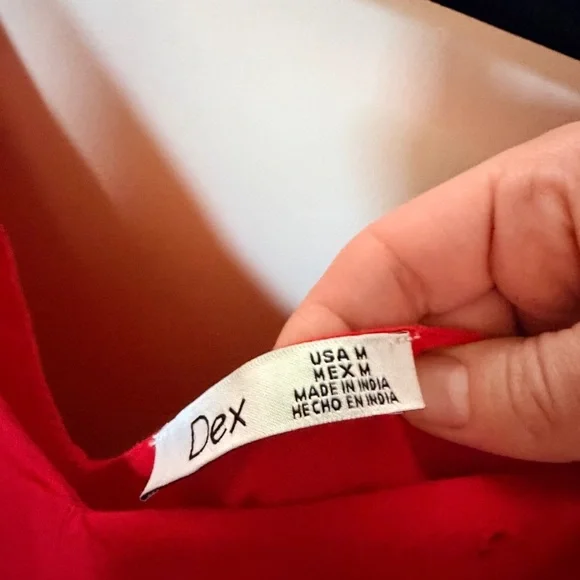 Dex
USA M
MEX M
MADE IN INDIA
HECHO EN INDIA